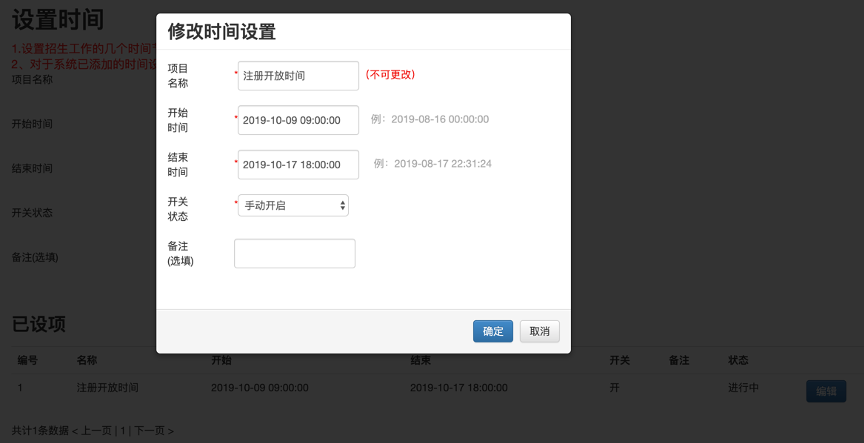 设置时间
1.设置招生工作的几个时间
2、对于系统已添加的时间设
项目名称
开始时间
结束时间
开关状态
备注(选填)
修改时间设置
项目
名称
*
注册开放时间
(不可更改)
开始
时间
*
2019-10-09 09:00:00
例：2019-08-16 00:00:00
结束
时间
*
2019-10-17 18:00:00
例：2019-08-17 22:31:24
开关
状态
*
手动开启
备注
(选填)
确定
取消
已设项
编号 名称 开始 结束 开关 备注 状态
1 注册开放时间 2019-10-09 09:00:00 2019-10-17 18:00:00 开 进行中 编辑
共计1条数据 < 上一页 | 1 | 下一页 >